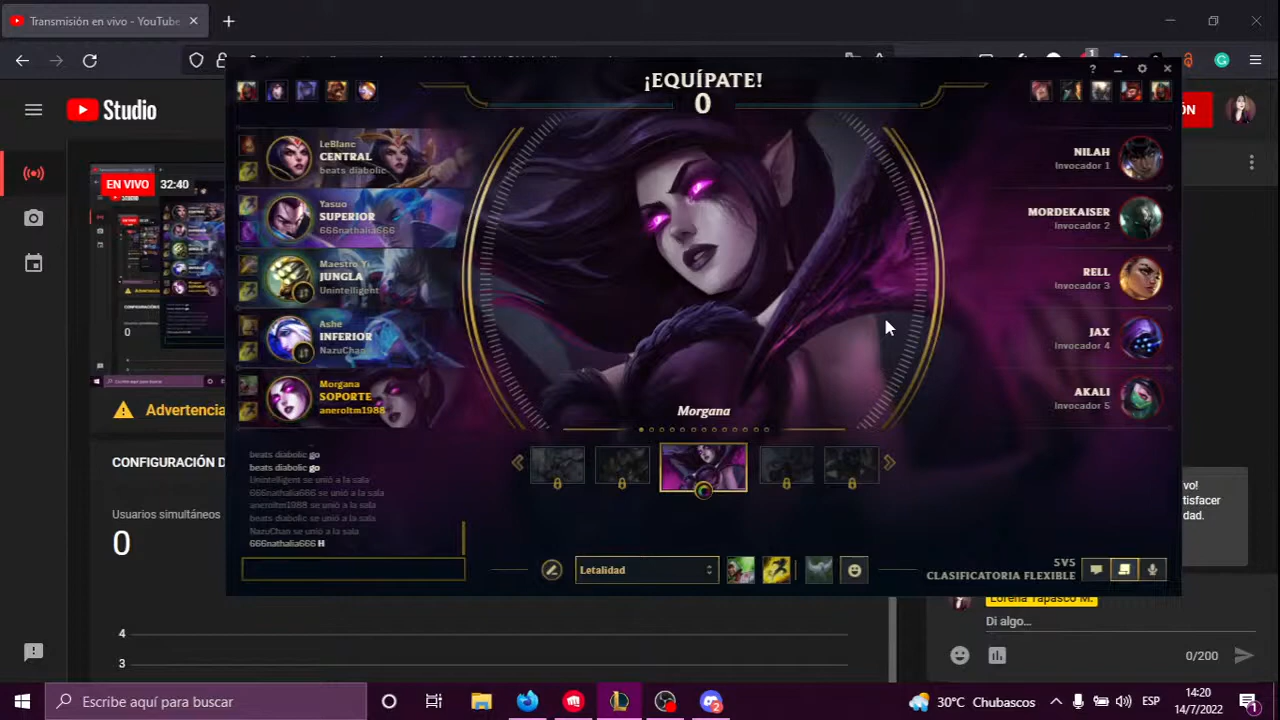 Transmisión en vivo - YouTube
Studio
EN VIVO
32:40
Advertencia
CONFIGURACIÓN D
Usuarios simultáneos
0
4
3
¡EQUÍPATE!
0
LeBlanc
CENTRAL
beats diabolic
Yasuo
SUPERIOR
666nathalia666
Maestro Yi
JUNGLA
Unintelligent
Ashe
INFERIOR
NazuChan
Morgana
SOPORTE
aneroltm1988
NILAH
Invocador 1
MORDEKAISER
Invocador 2
RELL
Invocador 3
JAX
Invocador 4
AKALI
Invocador 5
Morgana
beats diabolic go
beats diabolic go
Unintelligent se unió a la sala
666nathalia666 se unió a la sala
aneroltm1988 se unió a la sala
beats diabolic se unió a la sala
NazuChan se unió a la sala
666nathalia666 H
Letalidad
5V5
CLASIFICATORIA FLEXIBLE
ÓN
vo!
tisfacer
dad.
Lorena Tapasco M.
Di algo...
0/200
Escribe aquí para buscar
30°C Chubascos
ESP
14:20
14/7/2022